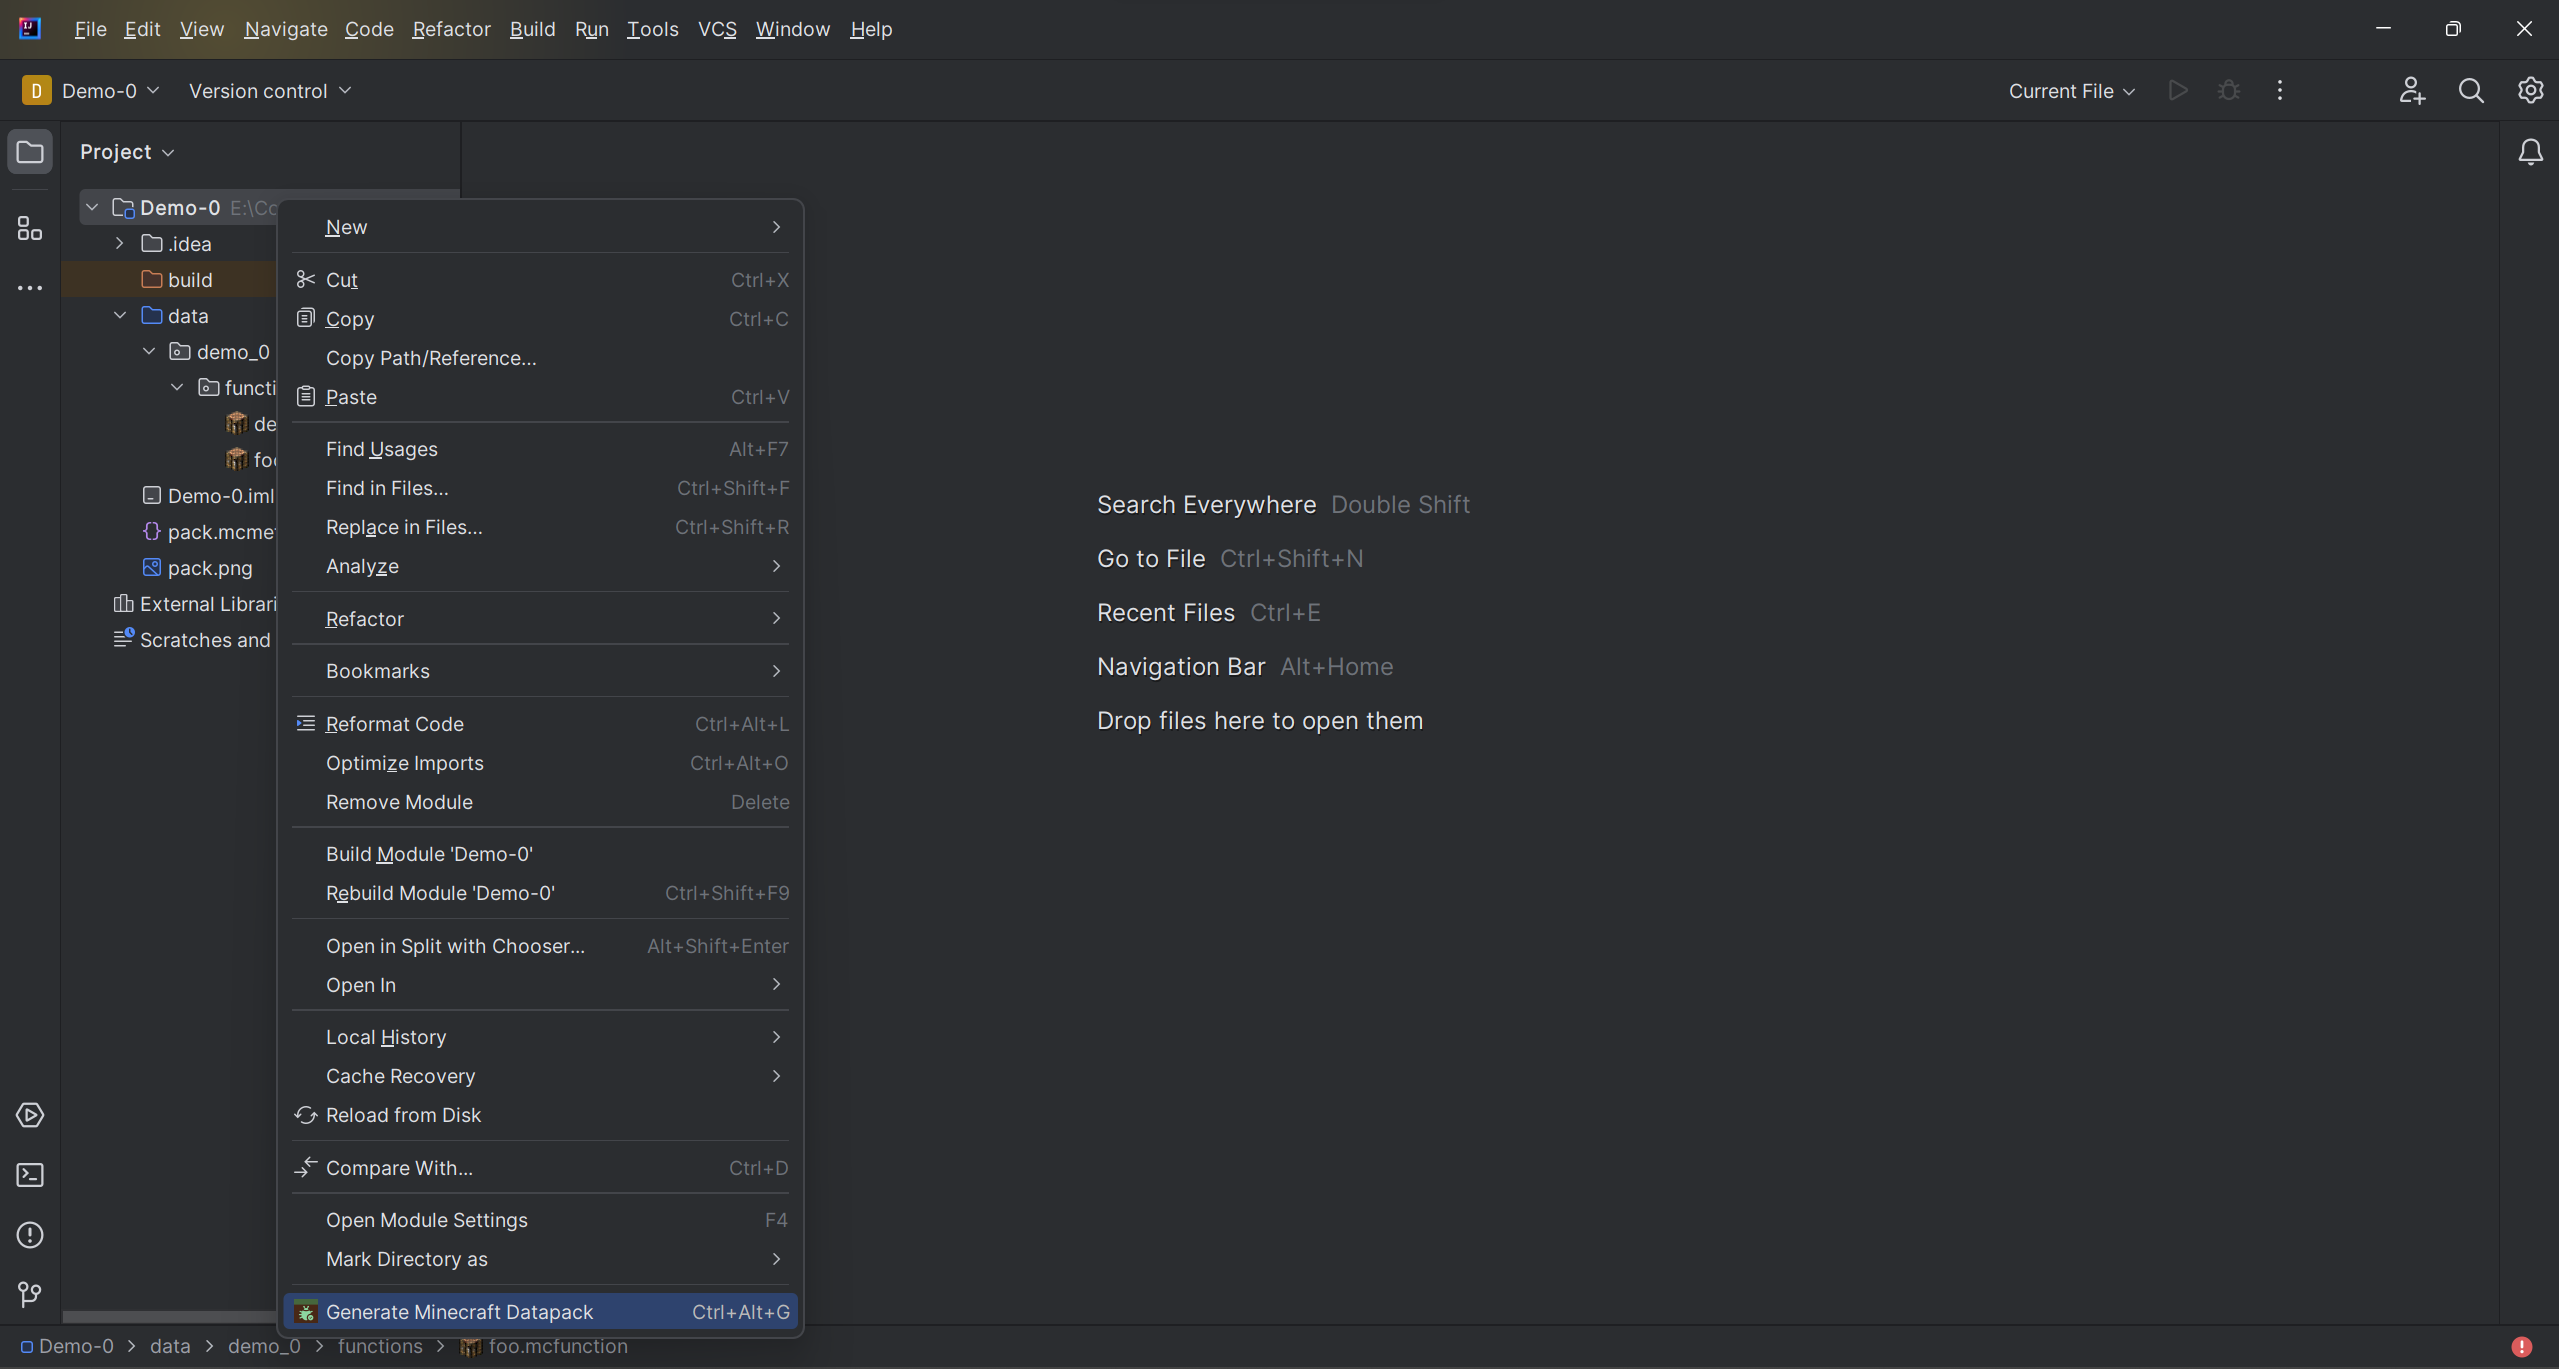 File Edit View Navigate Code Refactor Build Run Tools VCS Window Help
D Demo-0 Version control Current File
Project
Demo-0 E:\Co
.idea
build
data
demo_0
functi
de
foo
Demo-0.iml
pack.mcme
pack.png
External Librari
Scratches and
New
Cut Ctrl+X
Copy Ctrl+C
Copy Path/Reference...
Paste Ctrl+V
Find Usages Alt+F7
Find in Files... Ctrl+Shift+F
Replace in Files... Ctrl+Shift+R
Analyze
Refactor
Bookmarks
Reformat Code Ctrl+Alt+L
Optimize Imports Ctrl+Alt+O
Remove Module Delete
Build Module 'Demo-0'
Rebuild Module 'Demo-0' Ctrl+Shift+F9
Open in Split with Chooser... Alt+Shift+Enter
Open In
Local History
Cache Recovery
Reload from Disk
Compare With... Ctrl+D
Open Module Settings F4
Mark Directory as
Generate Minecraft Datapack Ctrl+Alt+G
Search Everywhere Double Shift
Go to File Ctrl+Shift+N
Recent Files Ctrl+E
Navigation Bar Alt+Home
Drop files here to open them
Demo-0 > data > demo_0 > functions > foo.mcfunction